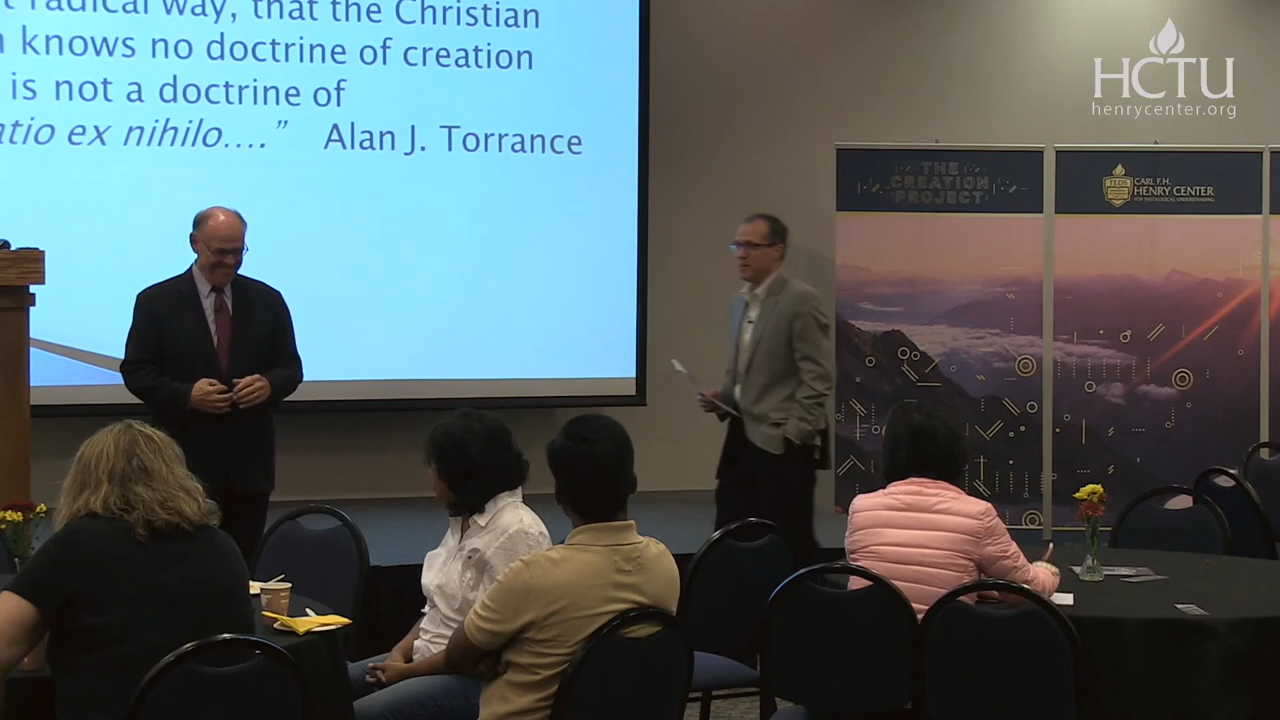 radical way, that the Christian
knows no doctrine of creation
is not a doctrine of
ex nihilo....” Alan J. Torrance
HCTU
henrycenter.org
THE
CREATION
PROJECT
TEDS
CARL F.H.
HENRY CENTER
FOR THEOLOGICAL UNDERSTANDING